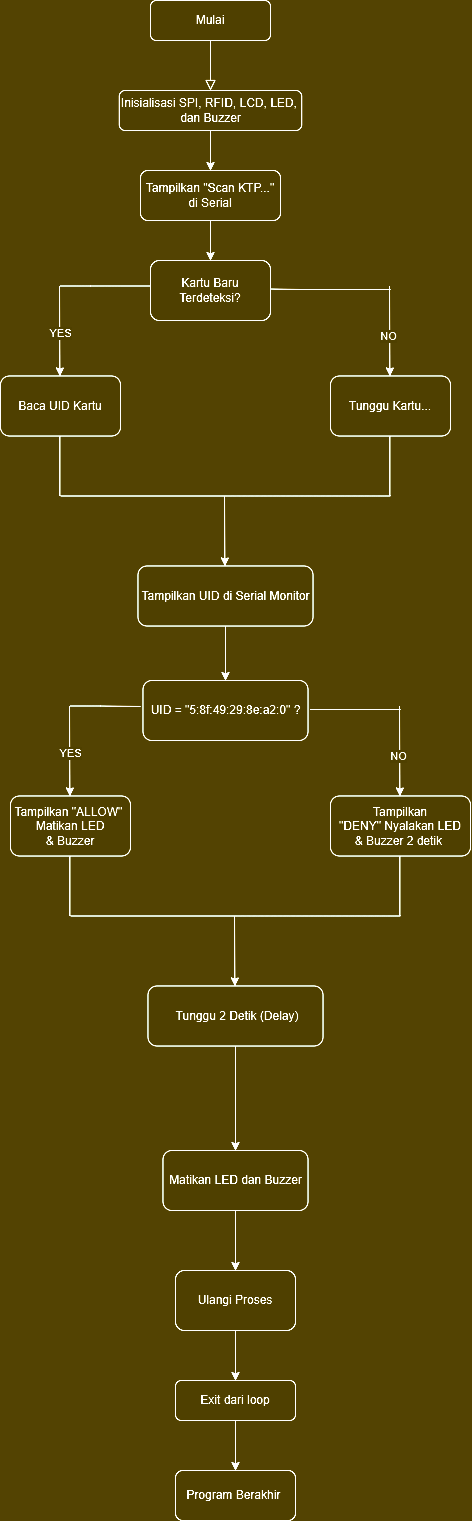 Mulai
Inisialisasi SPI, RFID, LCD, LED,
dan Buzzer
Tampilkan "Scan KTP..."
di Serial
Kartu Baru
Terdeteksi?
YES
NO
Baca UID Kartu
Tunggu Kartu...
Tampilkan UID di Serial Monitor
UID = "5:8f:49:29:8e:a2:0" ?
YES
NO
Tampilkan "ALLOW"
Matikan LED
& Buzzer
Tampilkan
"DENY" Nyalakan LED
& Buzzer 2 detik
Tunggu 2 Detik (Delay)
Matikan LED dan Buzzer
Ulangi Proses
Exit dari loop
Program Berakhir